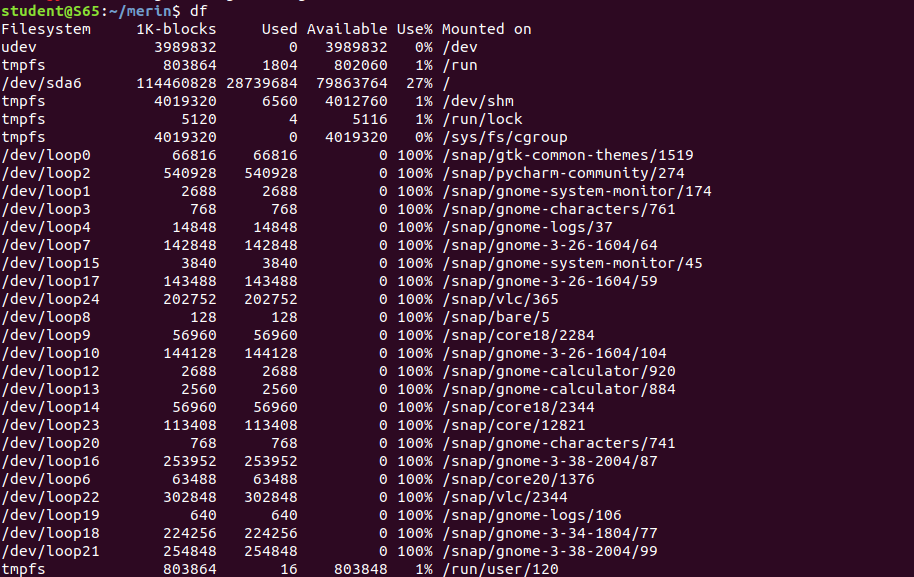 student@S65:~/merin$ df
Filesystem     1K-blocks     Used Available Use% Mounted on
udev             3989832        0   3989832   0% /dev
tmpfs             803864     1804    802060   1% /run
/dev/sda6      114460828 28739684  79863764  27% /
tmpfs            4019320     6560   4012760   1% /dev/shm
tmpfs               5120        4      5116   1% /run/lock
tmpfs            4019320        0   4019320   0% /sys/fs/cgroup
/dev/loop0         66816    66816         0 100% /snap/gtk-common-themes/1519
/dev/loop2        540928   540928         0 100% /snap/pycharm-community/274
/dev/loop1          2688     2688         0 100% /snap/gnome-system-monitor/174
/dev/loop3           768      768         0 100% /snap/gnome-characters/761
/dev/loop4         14848    14848         0 100% /snap/gnome-logs/37
/dev/loop7        142848   142848         0 100% /snap/gnome-3-26-1604/64
/dev/loop15         3840     3840         0 100% /snap/gnome-system-monitor/45
/dev/loop17       143488   143488         0 100% /snap/gnome-3-26-1604/59
/dev/loop24       202752   202752         0 100% /snap/vlc/365
/dev/loop8           128      128         0 100% /snap/bare/5
/dev/loop9         56960    56960         0 100% /snap/core18/2284
/dev/loop10       144128   144128         0 100% /snap/gnome-3-26-1604/104
/dev/loop12         2688     2688         0 100% /snap/gnome-calculator/920
/dev/loop13         2560     2560         0 100% /snap/gnome-calculator/884
/dev/loop14        56960    56960         0 100% /snap/core18/2344
/dev/loop23       113408   113408         0 100% /snap/core/12821
/dev/loop20          768      768         0 100% /snap/gnome-characters/741
/dev/loop16       253952   253952         0 100% /snap/gnome-3-38-2004/87
/dev/loop6         63488    63488         0 100% /snap/core20/1376
/dev/loop22       302848   302848         0 100% /snap/vlc/2344
/dev/loop19          640      640         0 100% /snap/gnome-logs/106
/dev/loop18       224256   224256         0 100% /snap/gnome-3-34-1804/77
/dev/loop21       254848   254848         0 100% /snap/gnome-3-38-2004/99
tmpfs             803864       16    803848   1% /run/user/120